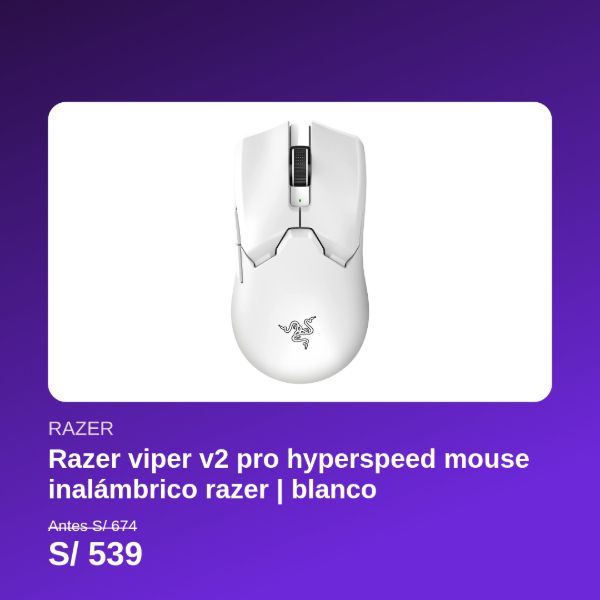 RAZER
Razer viper v2 pro hyperspeed mouse
inalámbrico razer | blanco
Antes S/ 674
S/ 539